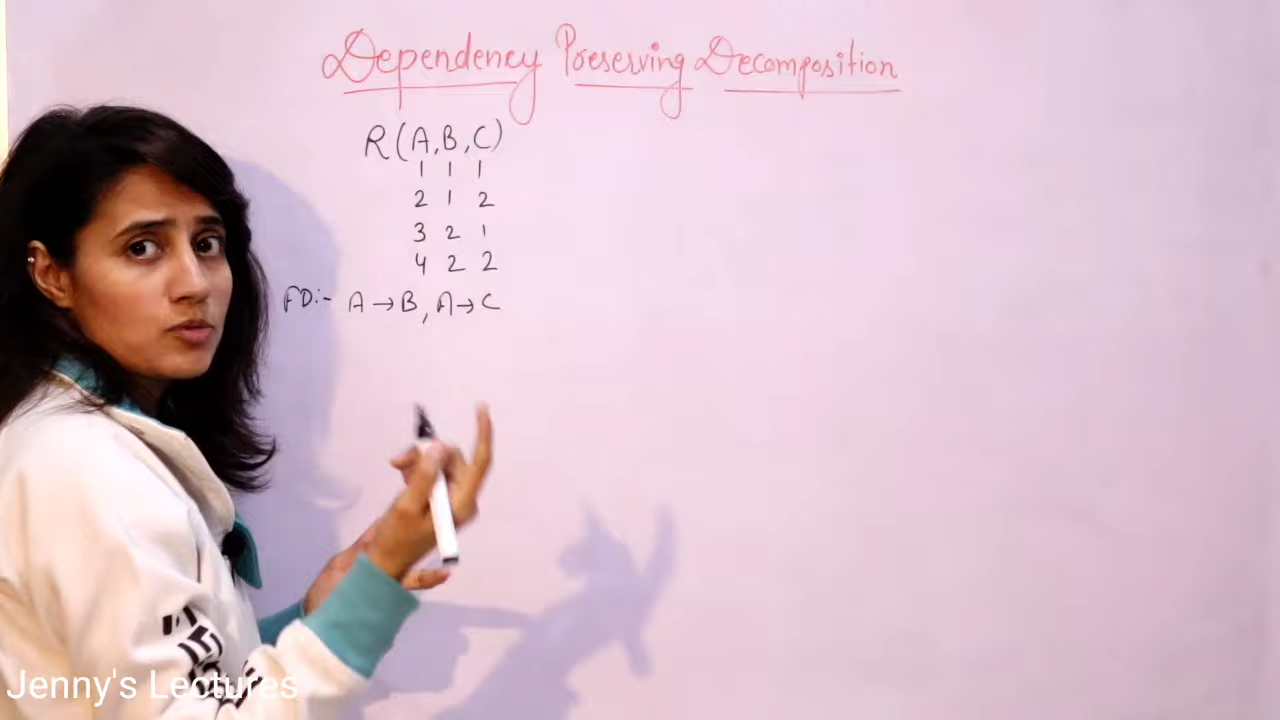 Dependency Preserving Decomposition
R(A,B,C)
1 1 1
2 1 2
3 2 1
4 2 2
FD:- A→B, A→C
Jenny's Lectures